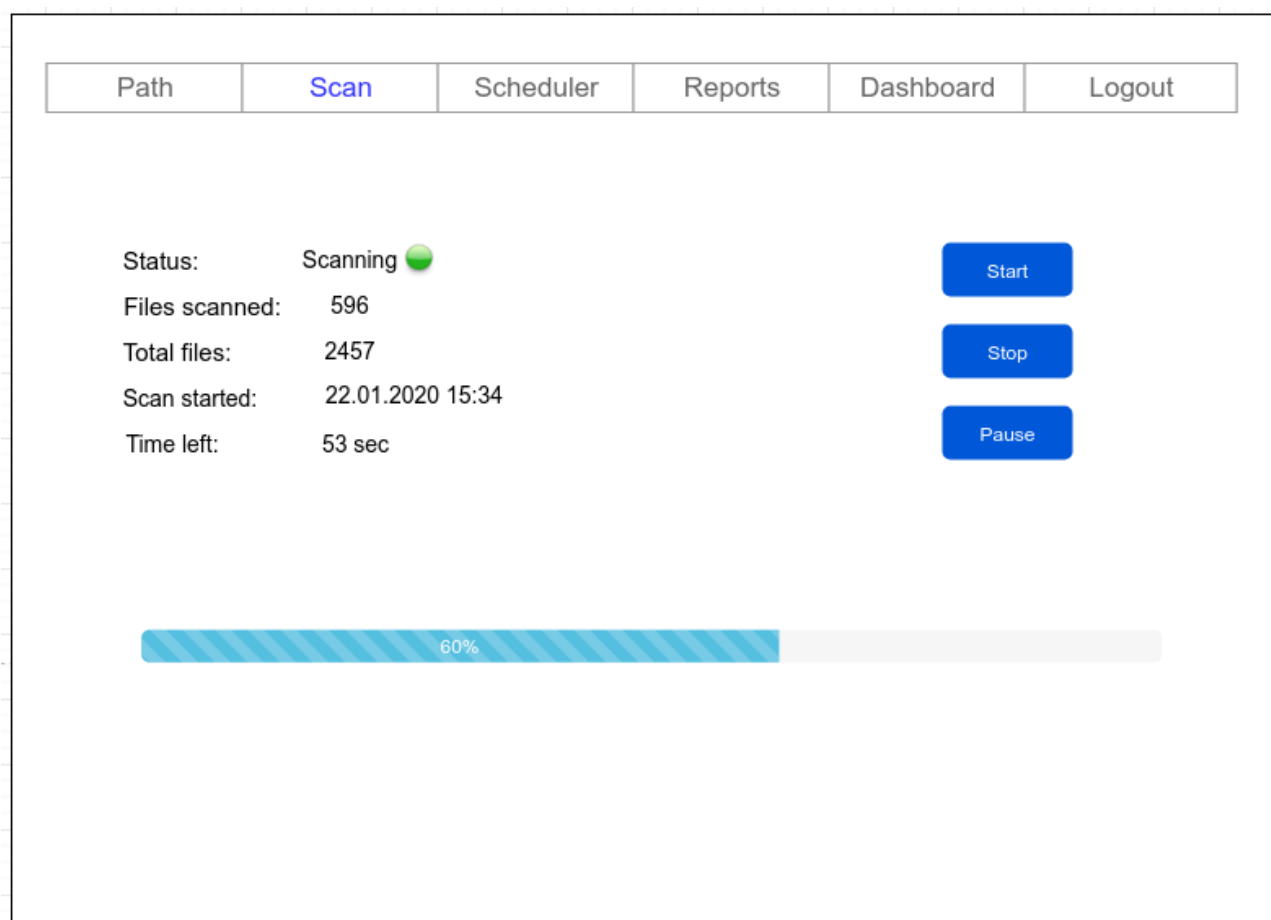 Path Scan Scheduler Reports Dashboard Logout
Status: Scanning
Files scanned: 596
Total files: 2457
Scan started: 22.01.2020 15:34
Time left: 53 sec
Start
Stop
Pause
60%